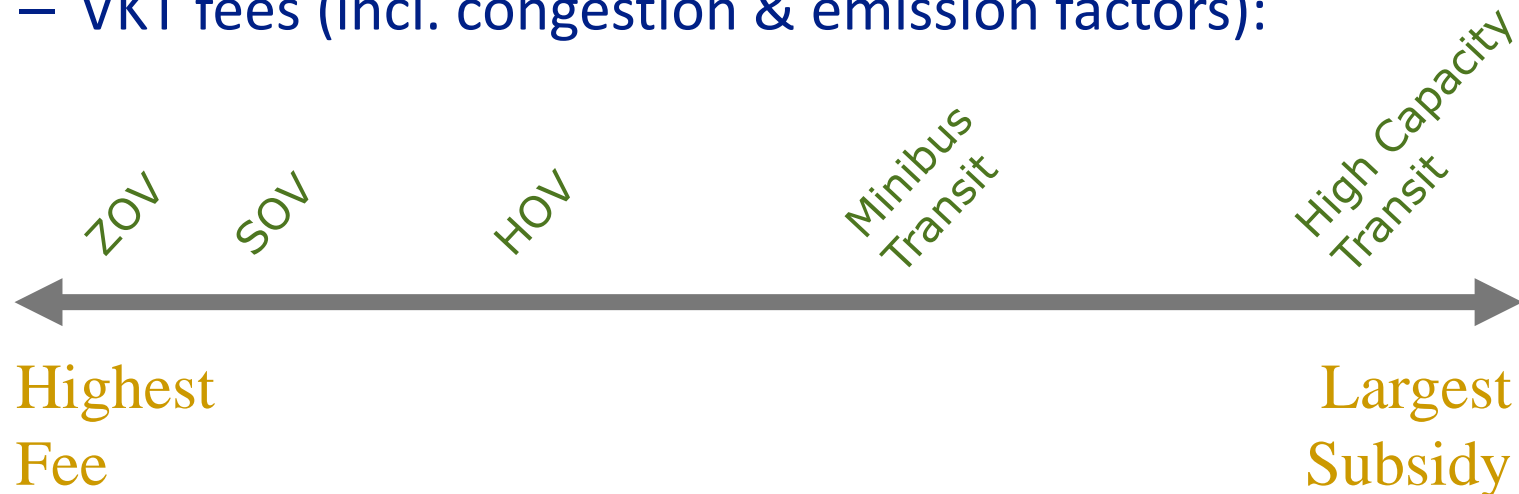 – VKT fees (incl. congestion & emission factors):
ZOV
SOV
HOV
Minibus
Transit
High Capacity
Transit
Highest
Fee
Largest
Subsidy